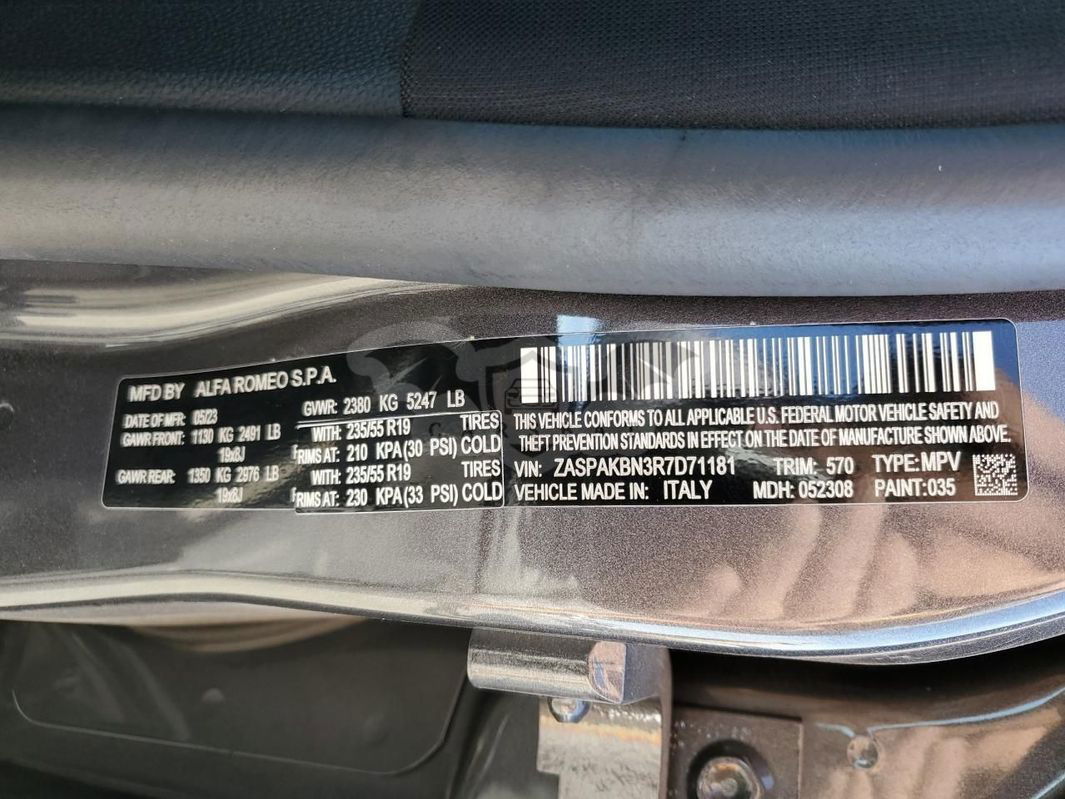 MFD BY ALFA ROMEO S.P.A.
DATE OF MFR: 05/23 GVWR: 2380 KG 5247 LB
GAWR FRONT: 1130 KG 2491 LB WITH: 235/55 R19 TIRES
19x8J RIMS AT: 210 KPA (30 PSI) COLD
GAWR REAR: 1350 KG 2976 LB WITH: 235/55 R19 TIRES
19x8J RIMS AT: 230 KPA (33 PSI) COLD
THIS VEHICLE CONFORMS TO ALL APPLICABLE U.S. FEDERAL MOTOR VEHICLE SAFETY AND
THEFT PREVENTION STANDARDS IN EFFECT ON THE DATE OF MANUFACTURE SHOWN ABOVE.
VIN: ZASPAKBN3R7D71181 TRIM: 570 TYPE: MPV
VEHICLE MADE IN: ITALY MDH: 052308 PAINT: 035